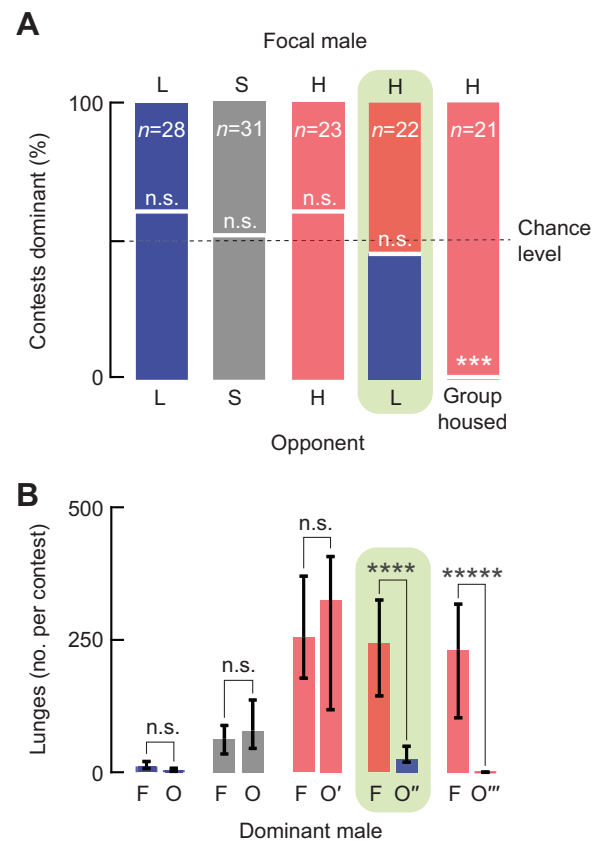 A
Focal male
L S H H H
100
n=28 n=31 n=23 n=22 n=21
n.s. n.s. n.s. n.s. ***
Chance
level
Contests dominant (%)
0
L S H L Group
housed
Opponent
B
500
n.s. n.s. n.s. **** *****
250
Lunges (no. per contest)
0
F O F O F O′ F O″ F O‴
Dominant male